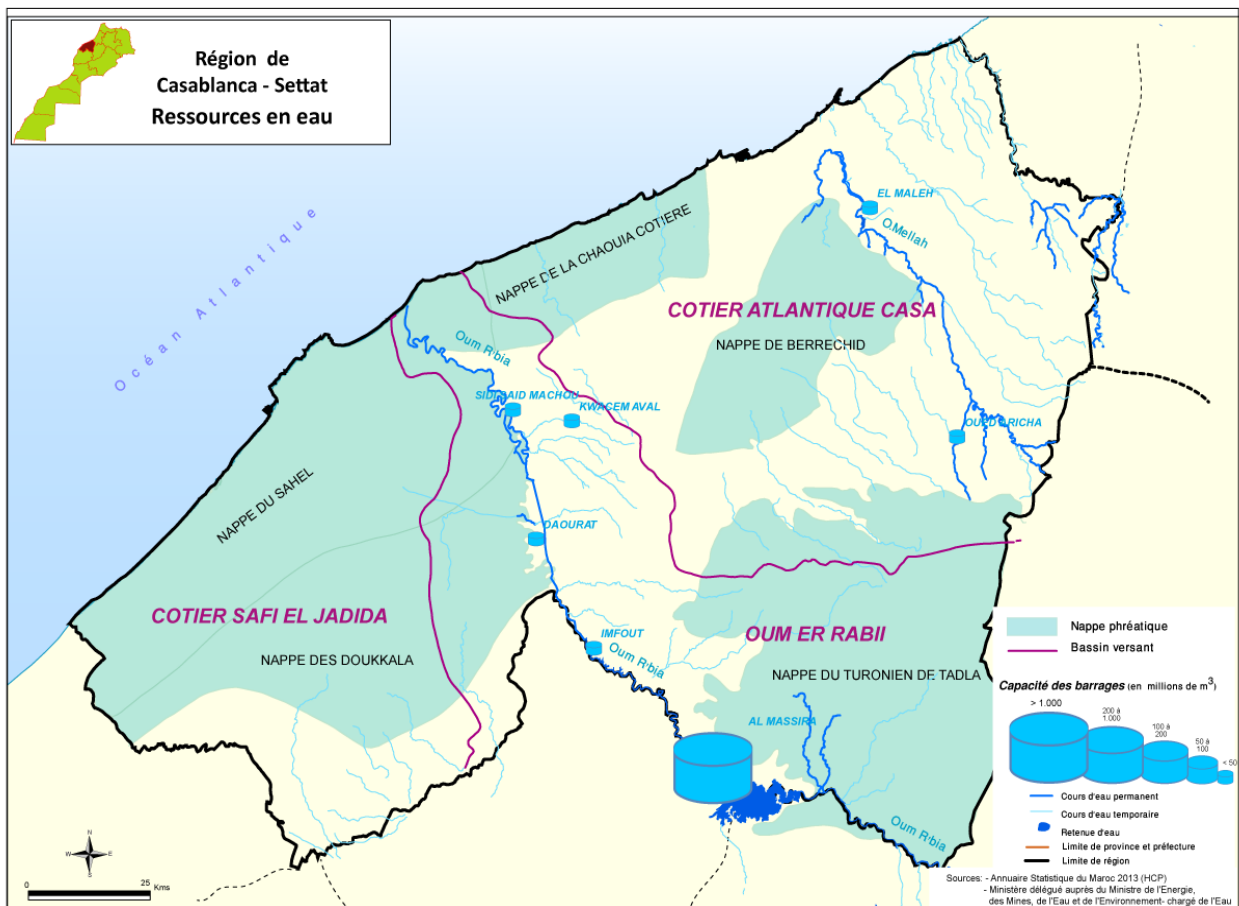 Région de
Casablanca - Settat
Ressources en eau
Océan Atlantique
EL MALEH
O.Mellah
NAPPE DE LA CHAOUIA COTIERE
COTIER ATLANTIQUE CASA
NAPPE DE BERRECHID
Oum R'bia
SIDI SAID MACHOU
KWACEM AVAL
OUED ARICHA
NAPPE DU SAHEL
DAOURAT
COTIER SAFI EL JADIDA
NAPPE DES DOUKKALA
IMFOUT
Oum R'bia
OUM ER RABII
NAPPE DU TURONIEN DE TADLA
AL MASSIRA
Oum R'bia
Nappe phréatique
Bassin versant
Capacité des barrages (en millions de m3)
> 1.000
200 à
1.000
100 à
200
50 à
100
< 50
Cours d'eau permanent
Cours d'eau temporaire
Retenue d'eau
Limite de province et préfecture
Limite de région
N
W E
S
0 25 Kms
Sources: - Annuaire Statistique du Maroc 2013 (HCP)
- Ministère délégué auprès du Ministre de l'Energie,
des Mines, de l'Eau et de l'Environnement- chargé de l'Eau